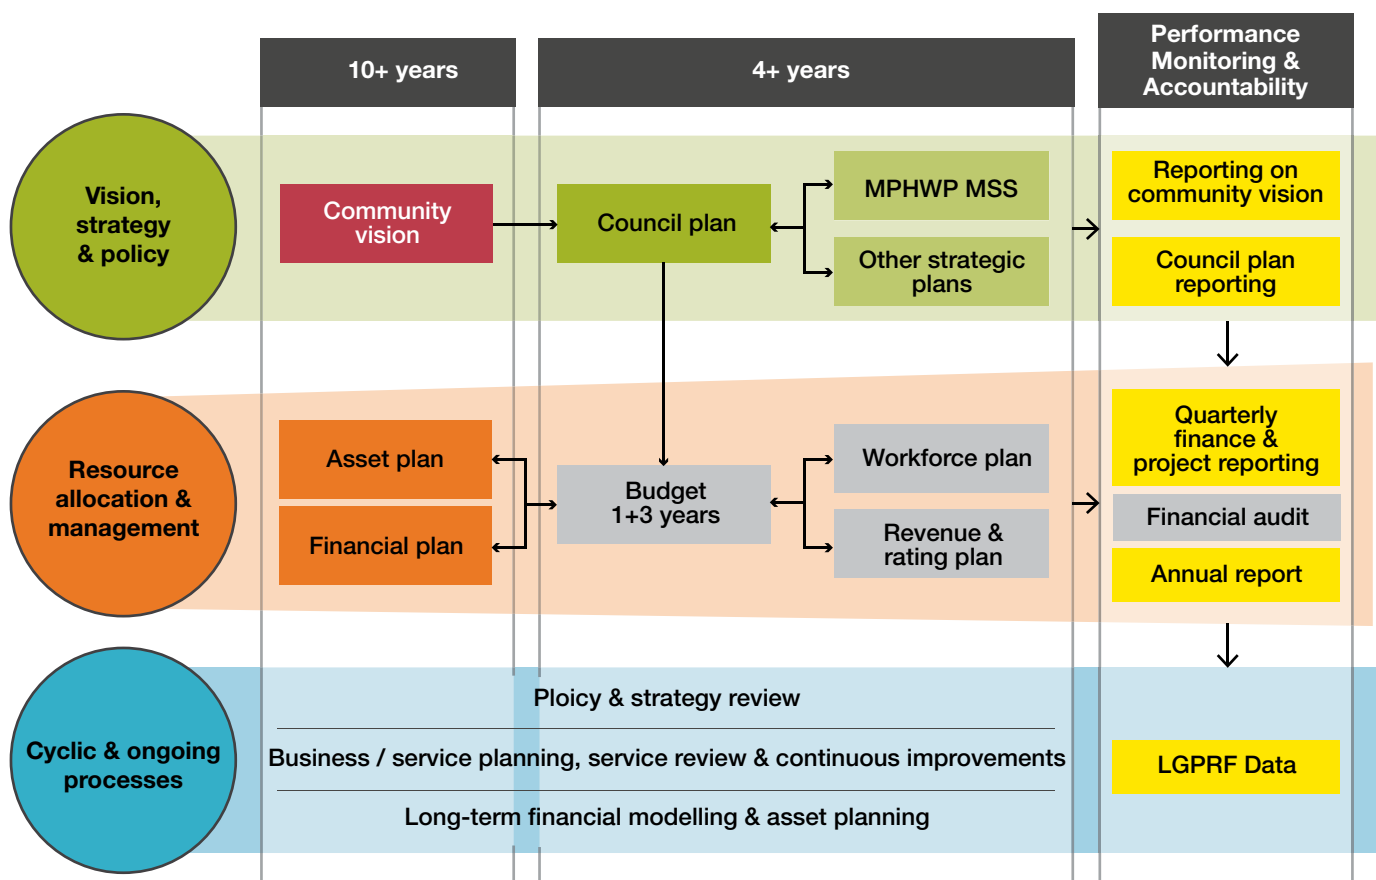 10+ years
4+ years
Performance
Monitoring &
Accountability
Vision,
strategy
& policy
Community
vision
Council plan
MPHWP MSS
Other strategic
plans
Reporting on
community vision
Council plan
reporting
Resource
allocation &
management
Asset plan
Financial plan
Budget
1+3 years
Workforce plan
Revenue &
rating plan
Quarterly
finance &
project reporting
Financial audit
Annual report
Cyclic & ongoing
processes
Ploicy & strategy review
Business / service planning, service review & continuous improvements
Long-term financial modelling & asset planning
LGPRF Data